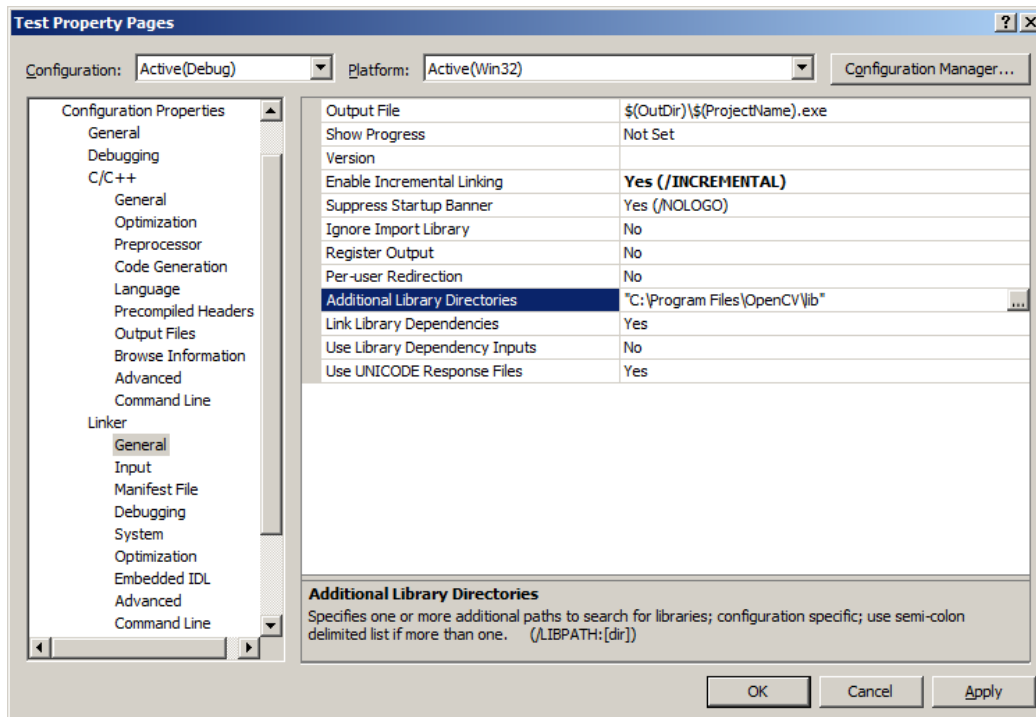 Test Property Pages
Configuration: Active(Debug) Platform: Active(Win32) Configuration Manager...
Configuration Properties
General
Debugging
C/C++
General
Optimization
Preprocessor
Code Generation
Language
Precompiled Headers
Output Files
Browse Information
Advanced
Command Line
Linker
General
Input
Manifest File
Debugging
System
Optimization
Embedded IDL
Advanced
Command Line
Output File $(OutDir)\$(ProjectName).exe
Show Progress Not Set
Version
Enable Incremental Linking Yes (/INCREMENTAL)
Suppress Startup Banner Yes (/NOLOGO)
Ignore Import Library No
Register Output No
Per-user Redirection No
Additional Library Directories "C:\Program Files\OpenCV\lib" ...
Link Library Dependencies Yes
Use Library Dependency Inputs No
Use UNICODE Response Files Yes
Additional Library Directories
Specifies one or more additional paths to search for libraries; configuration specific; use semi-colon
delimited list if more than one. (/LIBPATH:[dir])
OK Cancel Apply